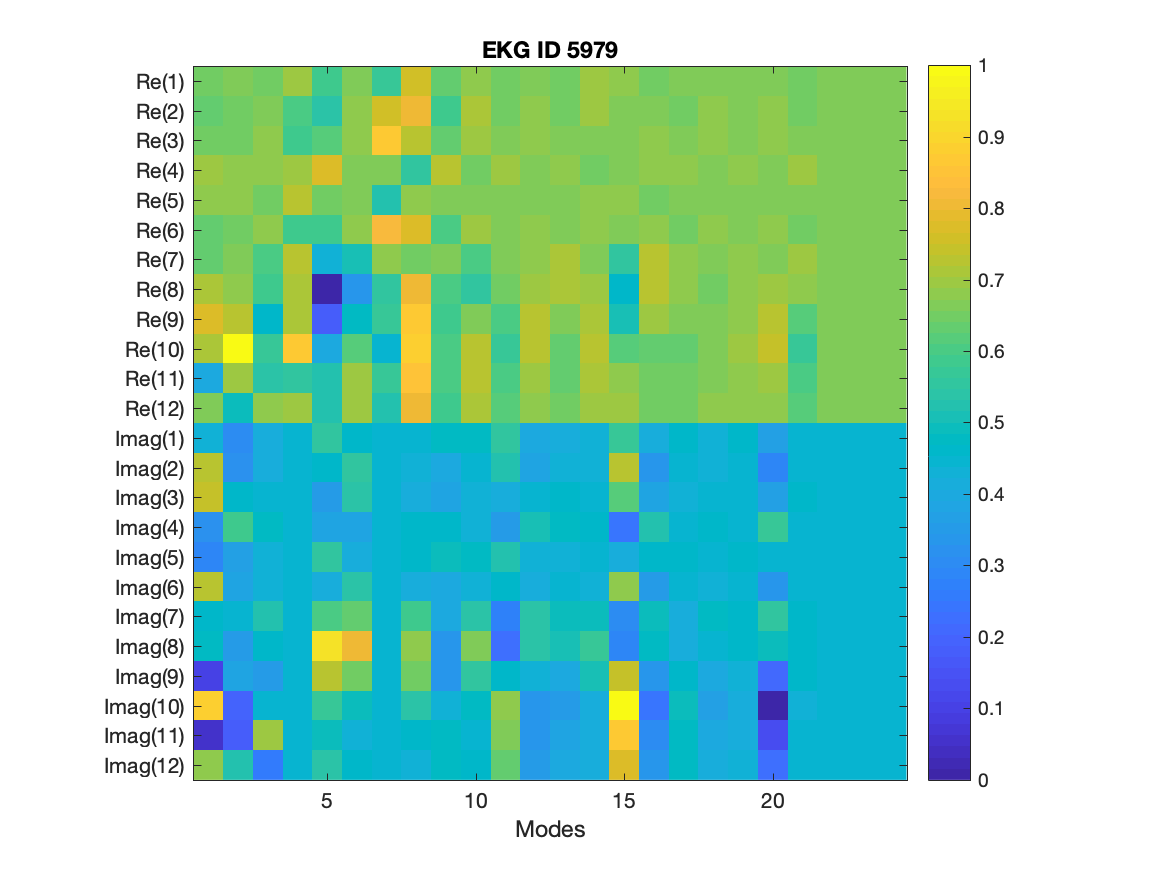 EKG ID 5979
Re(1)
Re(2)
Re(3)
Re(4)
Re(5)
Re(6)
Re(7)
Re(8)
Re(9)
Re(10)
Re(11)
Re(12)
Imag(1)
Imag(2)
Imag(3)
Imag(4)
Imag(5)
Imag(6)
Imag(7)
Imag(8)
Imag(9)
Imag(10)
Imag(11)
Imag(12)
5 10 15 20
Modes
1
0.9
0.8
0.7
0.6
0.5
0.4
0.3
0.2
0.1
0